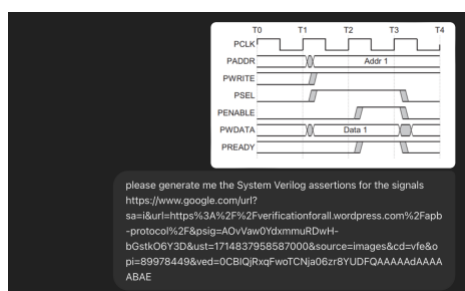 T0 T1 T2 T3 T4
PCLK
PADDR Addr 1
PWRITE
PSEL
PENABLE
PWDATA Data 1
PREADY
please generate me the System Verilog assertions for the signals
https://www.google.com/url?
sa=i&url=https%3A%2F%2Fverificationforall.wordpress.com%2Fapb
-protocol%2F&psig=AOvVaw0YdxmmuRDwH-
bGstkO6Y3D&ust=1714837958587000&source=images&cd=vfe&o
pi=89978449&ved=0CBIQjRxqFwoTCNja06zr8YUDFQAAAAAdAAAA
ABAE